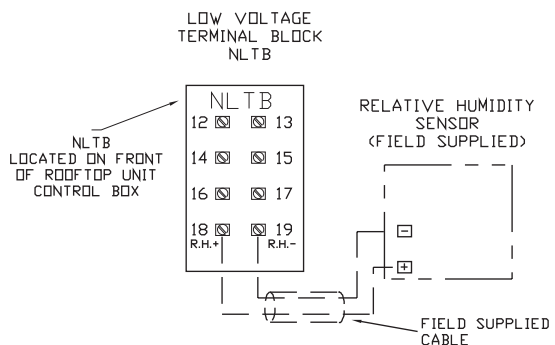 LOW VOLTAGE
TERMINAL BLOCK
NLTB
NLTB
12 13
14 15
16 17
18 19
R.H.+ R.H.-
NLTB
LOCATED ON FRONT
OF ROOFTOP UNIT
CONTROL BOX
RELATIVE HUMIDITY
SENSOR
(FIELD SUPPLIED)
-
+
FIELD SUPPLIED
CABLE